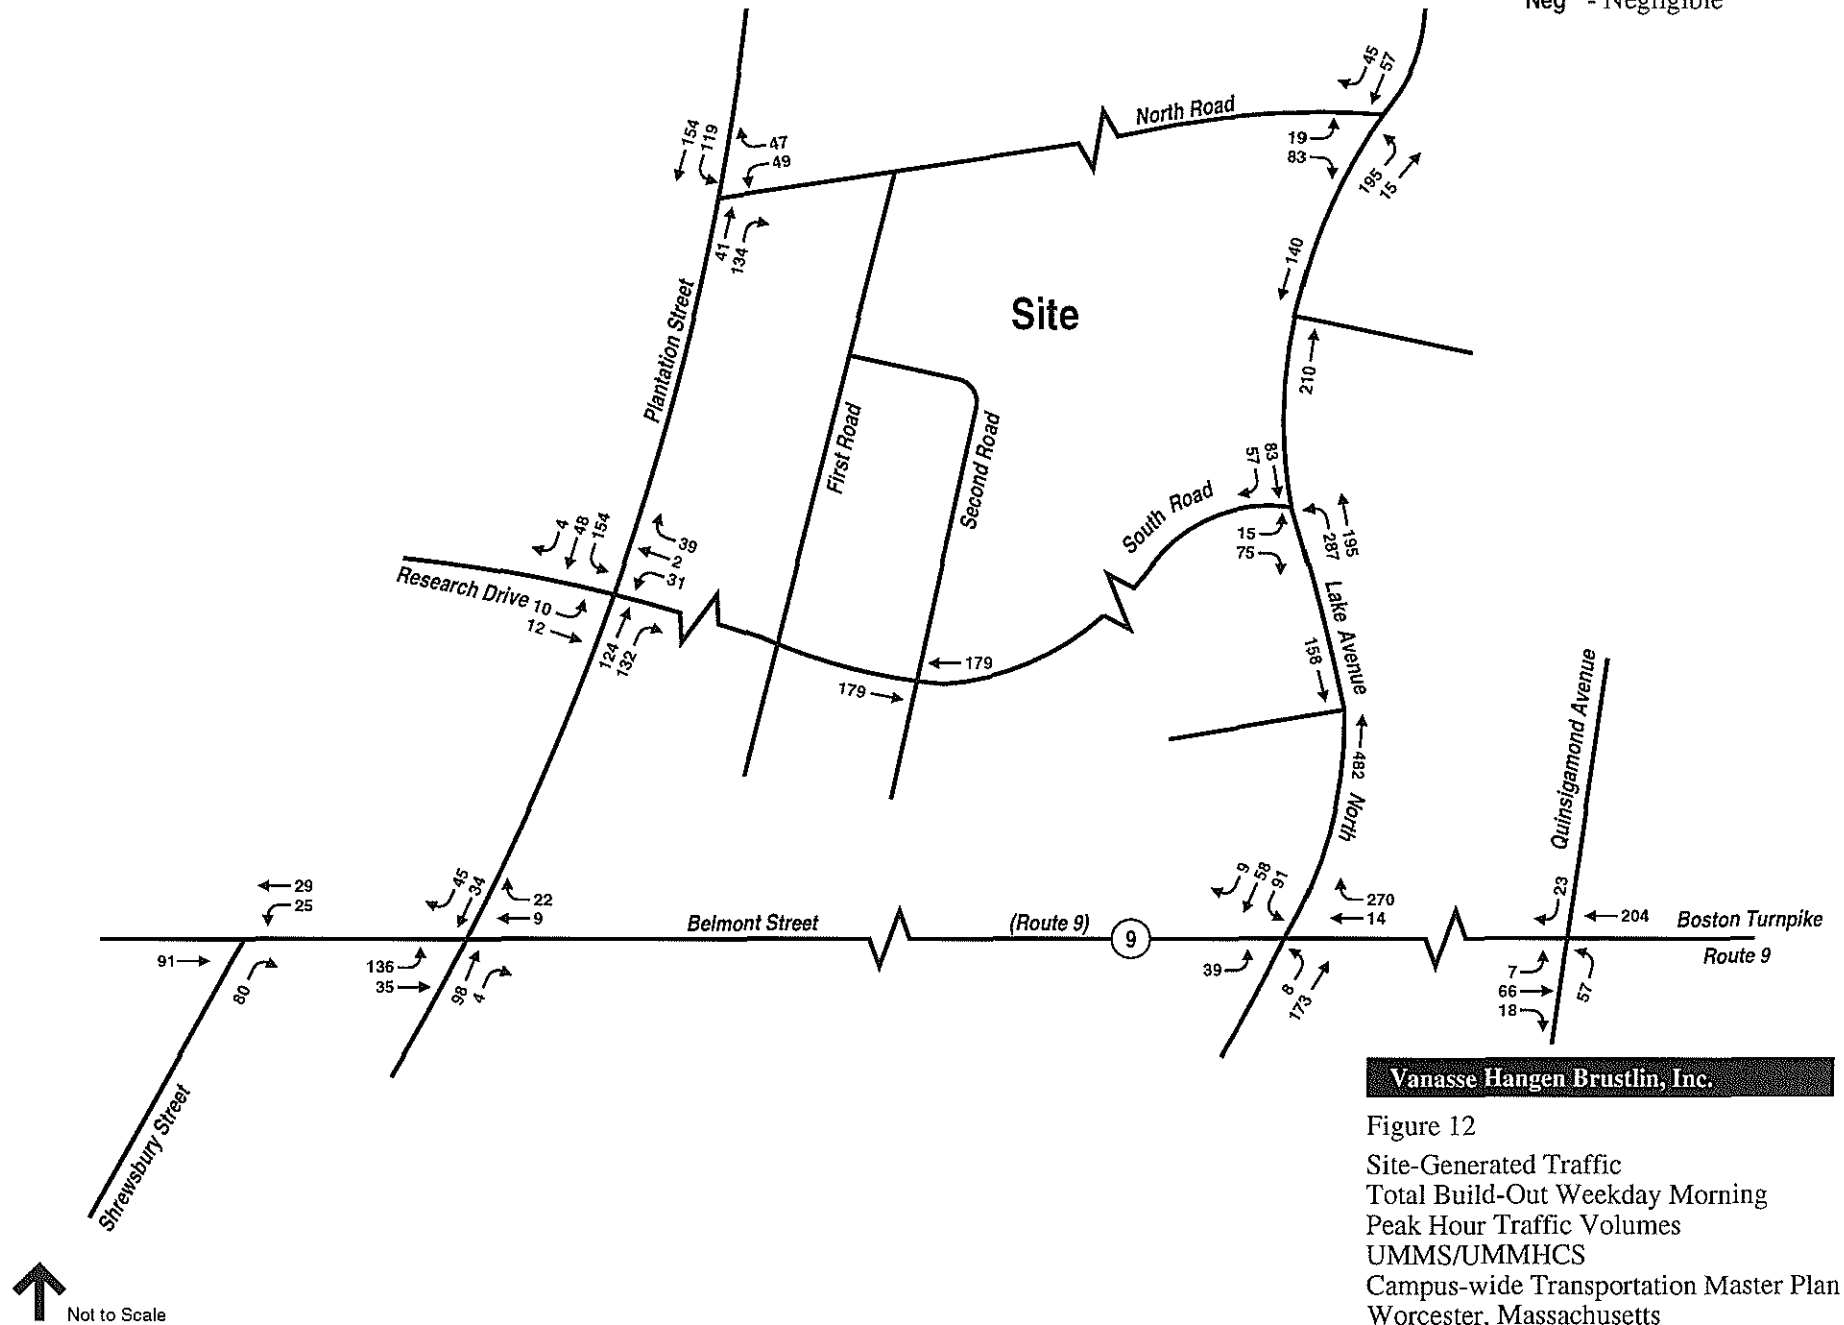 Neg - Negligible
45
57
North Road
154
119
47
49
19
83
195
15
41
134
140
Plantation Street
Site
210
First Road
Second Road
57
83
South Road
15
75
287
195
4
48
154
39
2
31
Research Drive
10
12
124
132
179
179
158
Lake Avenue
482
North
Quinsigamond Avenue
29
25
45
34
22
9
Belmont Street
(Route 9)
9
9
58
91
270
14
23
204
Boston Turnpike
Route 9
91
80
136
35
98
4
39
8
173
7
66
18
57
Shrewsbury Street
Vanasse Hangen Brustlin, Inc.
Figure 12
Site-Generated Traffic
Total Build-Out Weekday Morning
Peak Hour Traffic Volumes
UMMS/UMMHCS
Campus-wide Transportation Master Plan
Worcester, Massachusetts
Not to Scale